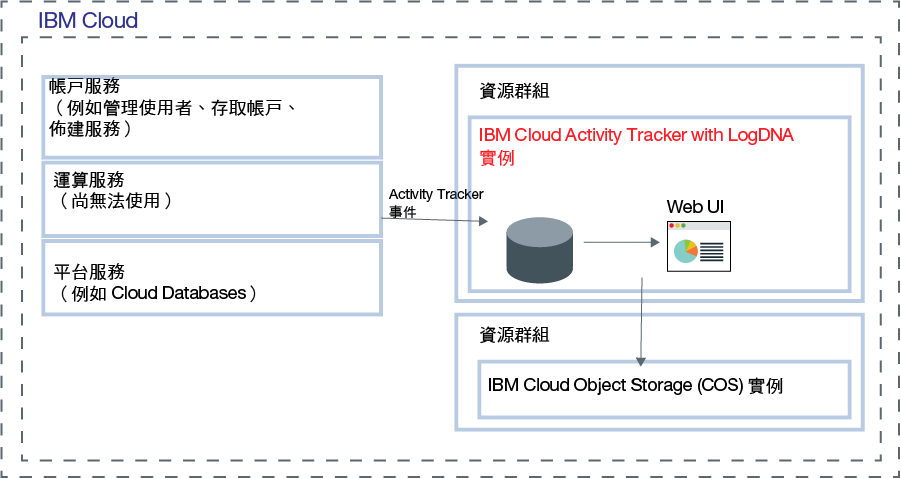 IBM Cloud
帳戶服務
（例如管理使用者、存取帳戶、
佈建服務）
運算服務
（尚無法使用）
平台服務
（例如 Cloud Databases）
Activity Tracker
事件
資源群組
IBM Cloud Activity Tracker with LogDNA
實例
Web UI
資源群組
IBM Cloud Object Storage (COS) 實例